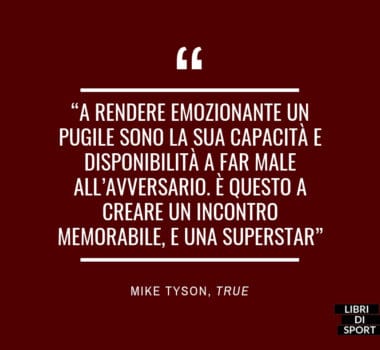 “
“A RENDERE EMOZIONANTE UN
PUGILE SONO LA SUA CAPACITÀ E
DISPONIBILITÀ A FAR MALE
ALL’AVVERSARIO. È QUESTO A
CREARE UN INCONTRO
MEMORABILE, E UNA SUPERSTAR”
MIKE TYSON, TRUE
LIBRI
DI
SPORT